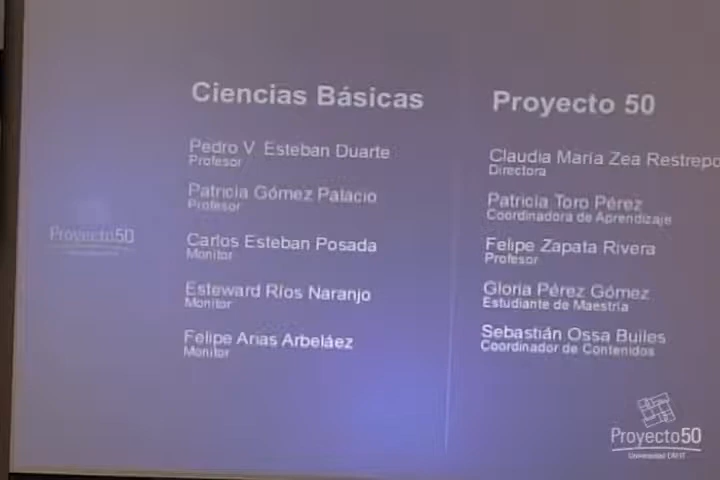 Ciencias Básicas
Pedro V. Esteban Duarte
Profesor
Patricia Gómez Palacio
Profesor
Carlos Esteban Posada
Monitor
Esteward Ríos Naranjo
Monitor
Felipe Arias Arbeláez
Monitor
Proyecto 50
Claudia María Zea Restrepo
Directora
Patricia Toro Pérez
Coordinadora de Aprendizaje
Felipe Zapata Rivera
Profesor
Gloria Pérez Gómez
Estudiante de Maestría
Sebastián Ossa Builes
Coordinador de Contenidos
Proyecto50
Proyecto50
Universidad EAFIT